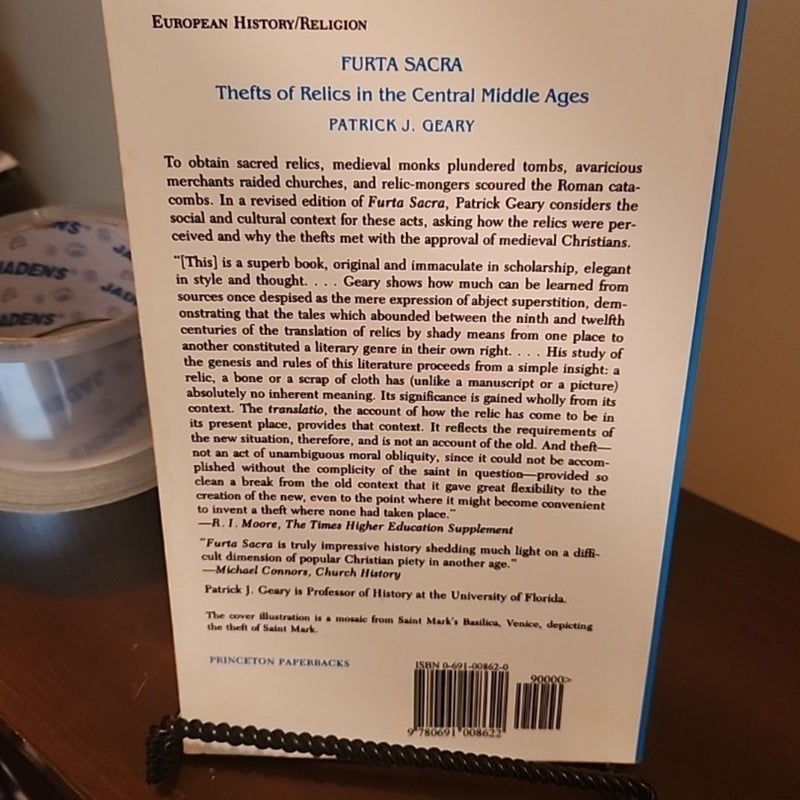 EUROPEAN HISTORY/RELIGION
FURTA SACRA
Thefts of Relics in the Central Middle Ages
PATRICK J. GEARY
To obtain sacred relics, medieval monks plundered tombs, avaricious
merchants raided churches, and relic-mongers scoured the Roman cata-
combs. In a revised edition of Furta Sacra, Patrick Geary considers the
social and cultural context for these acts, asking how the relics were per-
ceived and why the thefts met with the approval of medieval Christians.
"[This] is a superb book, original and immaculate in scholarship, elegant
in style and thought. . . . Geary shows how much can be learned from
sources once despised as the mere expression of abject superstition, dem-
onstrating that the tales which abounded between the ninth and twelfth
centuries of the translation of relics by shady means from one place to
another constituted a literary genre in their own right. . . . His study of
the genesis and rules of this literature proceeds from a simple insight: a
relic, a bone or a scrap of cloth has (unlike a manuscript or a picture)
absolutely no inherent meaning. Its significance is gained wholly from its
context. The translatio, the account of how the relic has come to be in
its present place, provides that context. It reflects the requirements of
the new situation, therefore, and is not an account of the old. And theft—
not an act of unambiguous moral obliquity, since it could not be accom-
plished without the complicity of the saint in question—provided so
clean a break from the old context that it gave great flexibility to the
creation of the new, even to the point where it might become convenient
to invent a theft where none had taken place."
—R. I. Moore, The Times Higher Education Supplement
"Furta Sacra is truly impressive history shedding much light on a diffi-
cult dimension of popular Christian piety in another age."
—Michael Connors, Church History
Patrick J. Geary is Professor of History at the University of Florida.
The cover illustration is a mosaic from Saint Mark's Basilica, Venice, depicting
the theft of Saint Mark.
PRINCETON PAPERBACKS
ISBN 0-691-00862-0
90000>
9 780691 008622
JADENS
JADENS